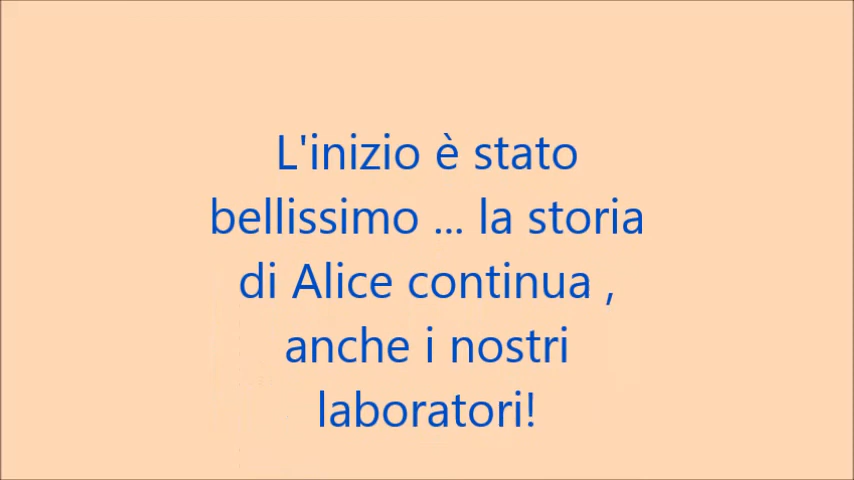 L'inizio è stato
bellissimo ... la storia
di Alice continua ,
anche i nostri
laboratori!